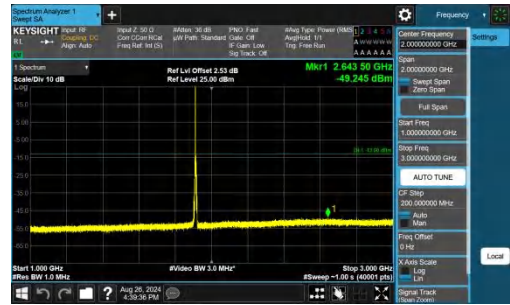 Spectrum Analyzer 1
Swept SA
Frequency
KEYSIGHT
Input: RF
Coupling: DC
Align: Auto
Input Z: 50 Ω
Corr CCorr RCal
Freq Ref: Int (S)
#Atten: 36 dB
µW Path: Standard
PNO: Fast
Gate: Off
IF Gain: Low
Sig Track: Off
#Avg Type: Power (RMS)
Avg|Hold: 1/1
Trig: Free Run
1 2 3 4 5 6
1 Spectrum
Scale/Div 10 dB
Ref Lvl Offset 2.53 dB
Ref Level 25.00 dBm
Mkr1 2.643 50 GHz
-49.245 dBm
Log
15.0
5.00
-5.00
-15.0
-25.0
-35.0
-45.0
-55.0
-65.0
1
Start 1.000 GHz
#Res BW 1.0 MHz
#Video BW 3.0 MHz*
Stop 3.000 GHz
#Sweep ~1.00 s (40001 pts)
Center Frequency
2.000000000 GHz
Settings
Span
2.00000000 GHz
Swept Span
Zero Span
Full Span
Start Freq
1.000000000 GHz
Stop Freq
3.000000000 GHz
AUTO TUNE
CF Step
200.000000 MHz
Auto
Man
Freq Offset
0 Hz
X Axis Scale
Log
Lin
Signal Track
(Span Zoom)
Local
Aug 26, 2024
4:39:36 PM